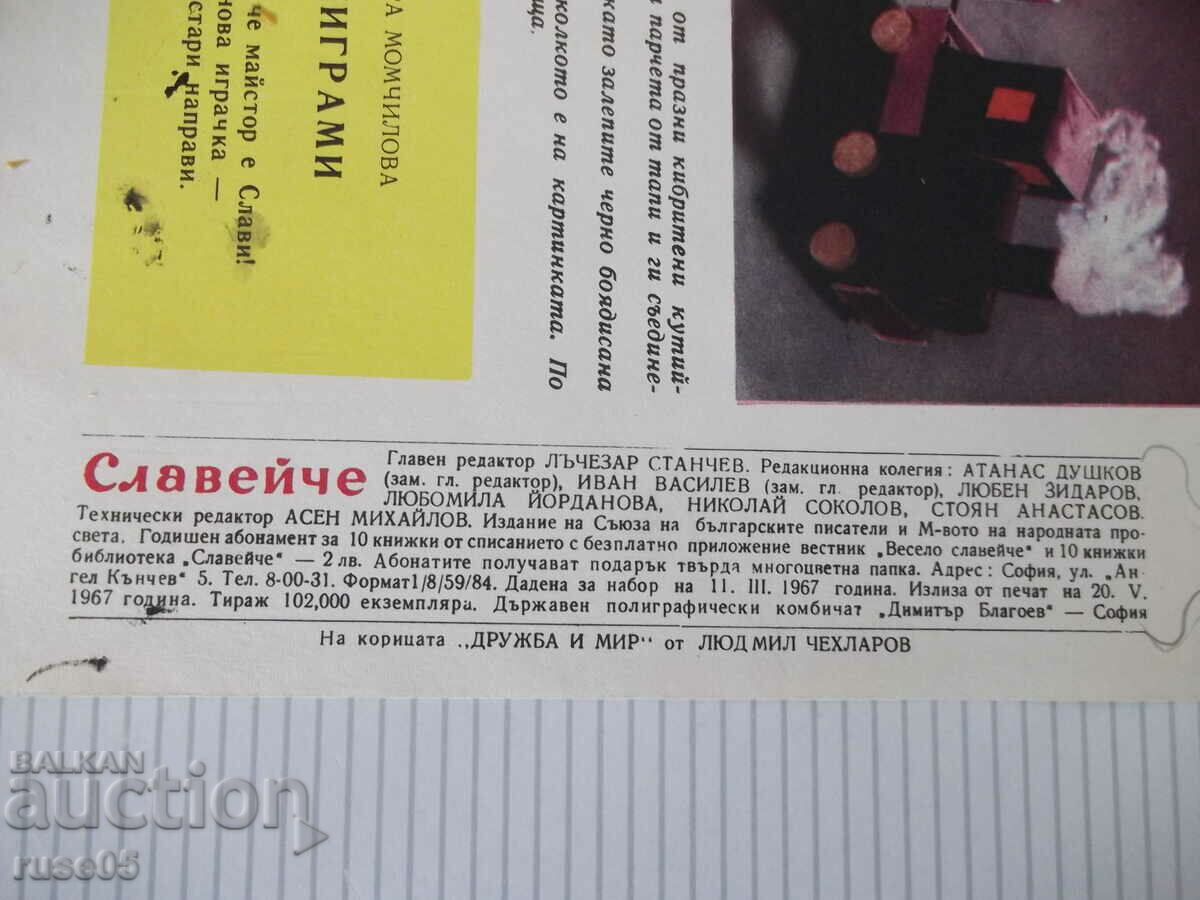 РА МОМЧИЛОВА
ИГРАМИ
че майстор е Слави!
нова играчка —
стари направи.
от празни кибритени кутий-
парчета от тапи и ги съедине-
като залепите черно боядисана
колкото е на картинката. По
ща.
Славейче
Главен редактор ЛЪЧЕЗАР СТАНЧЕВ. Редакционна колегия: АТАНАС ДУШКОВ
(зам. гл. редактор), ИВАН ВАСИЛЕВ (зам. гл. редактор), ЛЮБЕН ЗИДАРОВ,
ЛЮБОМИЛА ЙОРДАНОВА, НИКОЛАЙ СОКОЛОВ, СТОЯН АНАСТАСОВ.
Технически редактор АСЕН МИХАЙЛОВ. Издание на Съюза на българските писатели и М-вото на народната про-
света. Годишен абонамент за 10 книжки от списанието с безплатно приложение вестник „Весело славейче“ и 10 книжки
библиотека „Славейче“ — 2 лв. Абонатите получават подарък твърда многоцветна папка. Адрес: София, ул. „Ан-
гел Кънчев“ 5. Тел. 8-00-31. Формат1/8/59/84. Дадена за набор на 11. III. 1967 година. Излиза от печат на 20. V.
1967 година. Тираж 102,000 екземпляра. Държавен полиграфически комбичат „Димитър Благоев“ — София
На корицата „ДРУЖБА И МИР“ от ЛЮДМИЛ ЧЕХЛАРОВ
BALKAN
auction
ruse05